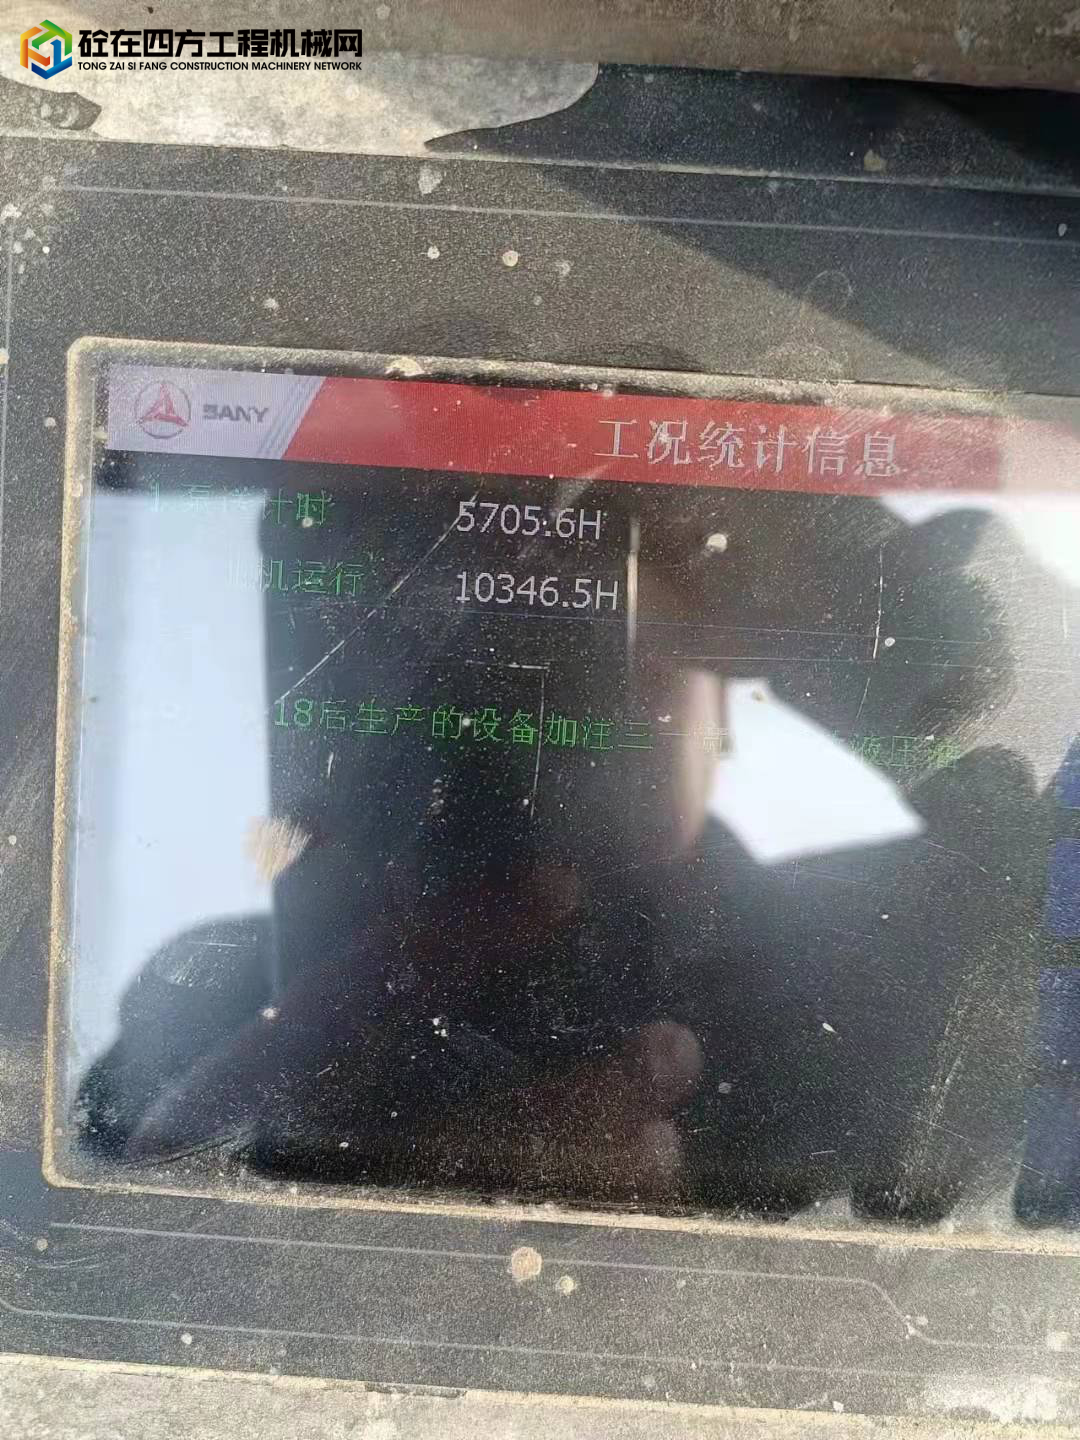 砼在四方工程机械网
TONG ZAI SI FANG CONSTRUCTION MACHINERY NETWORK
SANY
工况统计信息
计时 5705.6H
机运行 10346.5H
18后生产的设备加注三一 液压油